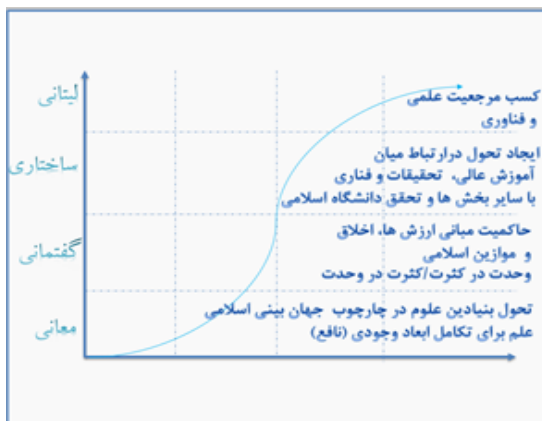 لیتانی
کسب مرجعیت علمی
و فناوری
ساختاری
ایجاد تحول درارتباط میان
آموزش عالی، تحقیقات و فناری
با سایر بخش ها و تحقق دانشگاه اسلامی
گفتمانی
حاکمیت مبانی ارزش ها، اخلاق
و موازین اسلامی
وحدت در کثرت/کثرت در وحدت
معانی
تحول بنیادین علوم در چارچوب جهان بینی اسلامی
علم برای تکامل ابعاد وجودی (نافع)